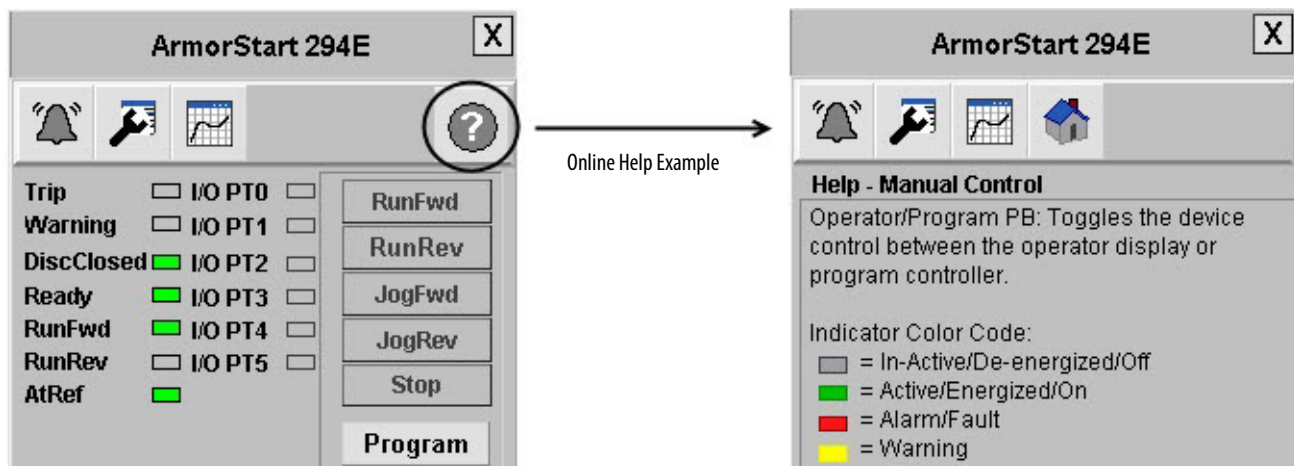 ArmorStart 294E
X
?
Trip
I/O PT0
Warning
I/O PT1
DiscClosed
I/O PT2
Ready
I/O PT3
RunFwd
I/O PT4
RunRev
I/O PT5
AtRef
RunFwd
RunRev
JogFwd
JogRev
Stop
Program
Online Help Example
ArmorStart 294E
X
Help - Manual Control
Operator/Program PB: Toggles the device
control between the operator display or
program controller.
Indicator Color Code:
= In-Active/De-energized/Off
= Active/Energized/On
= Alarm/Fault
= Warning